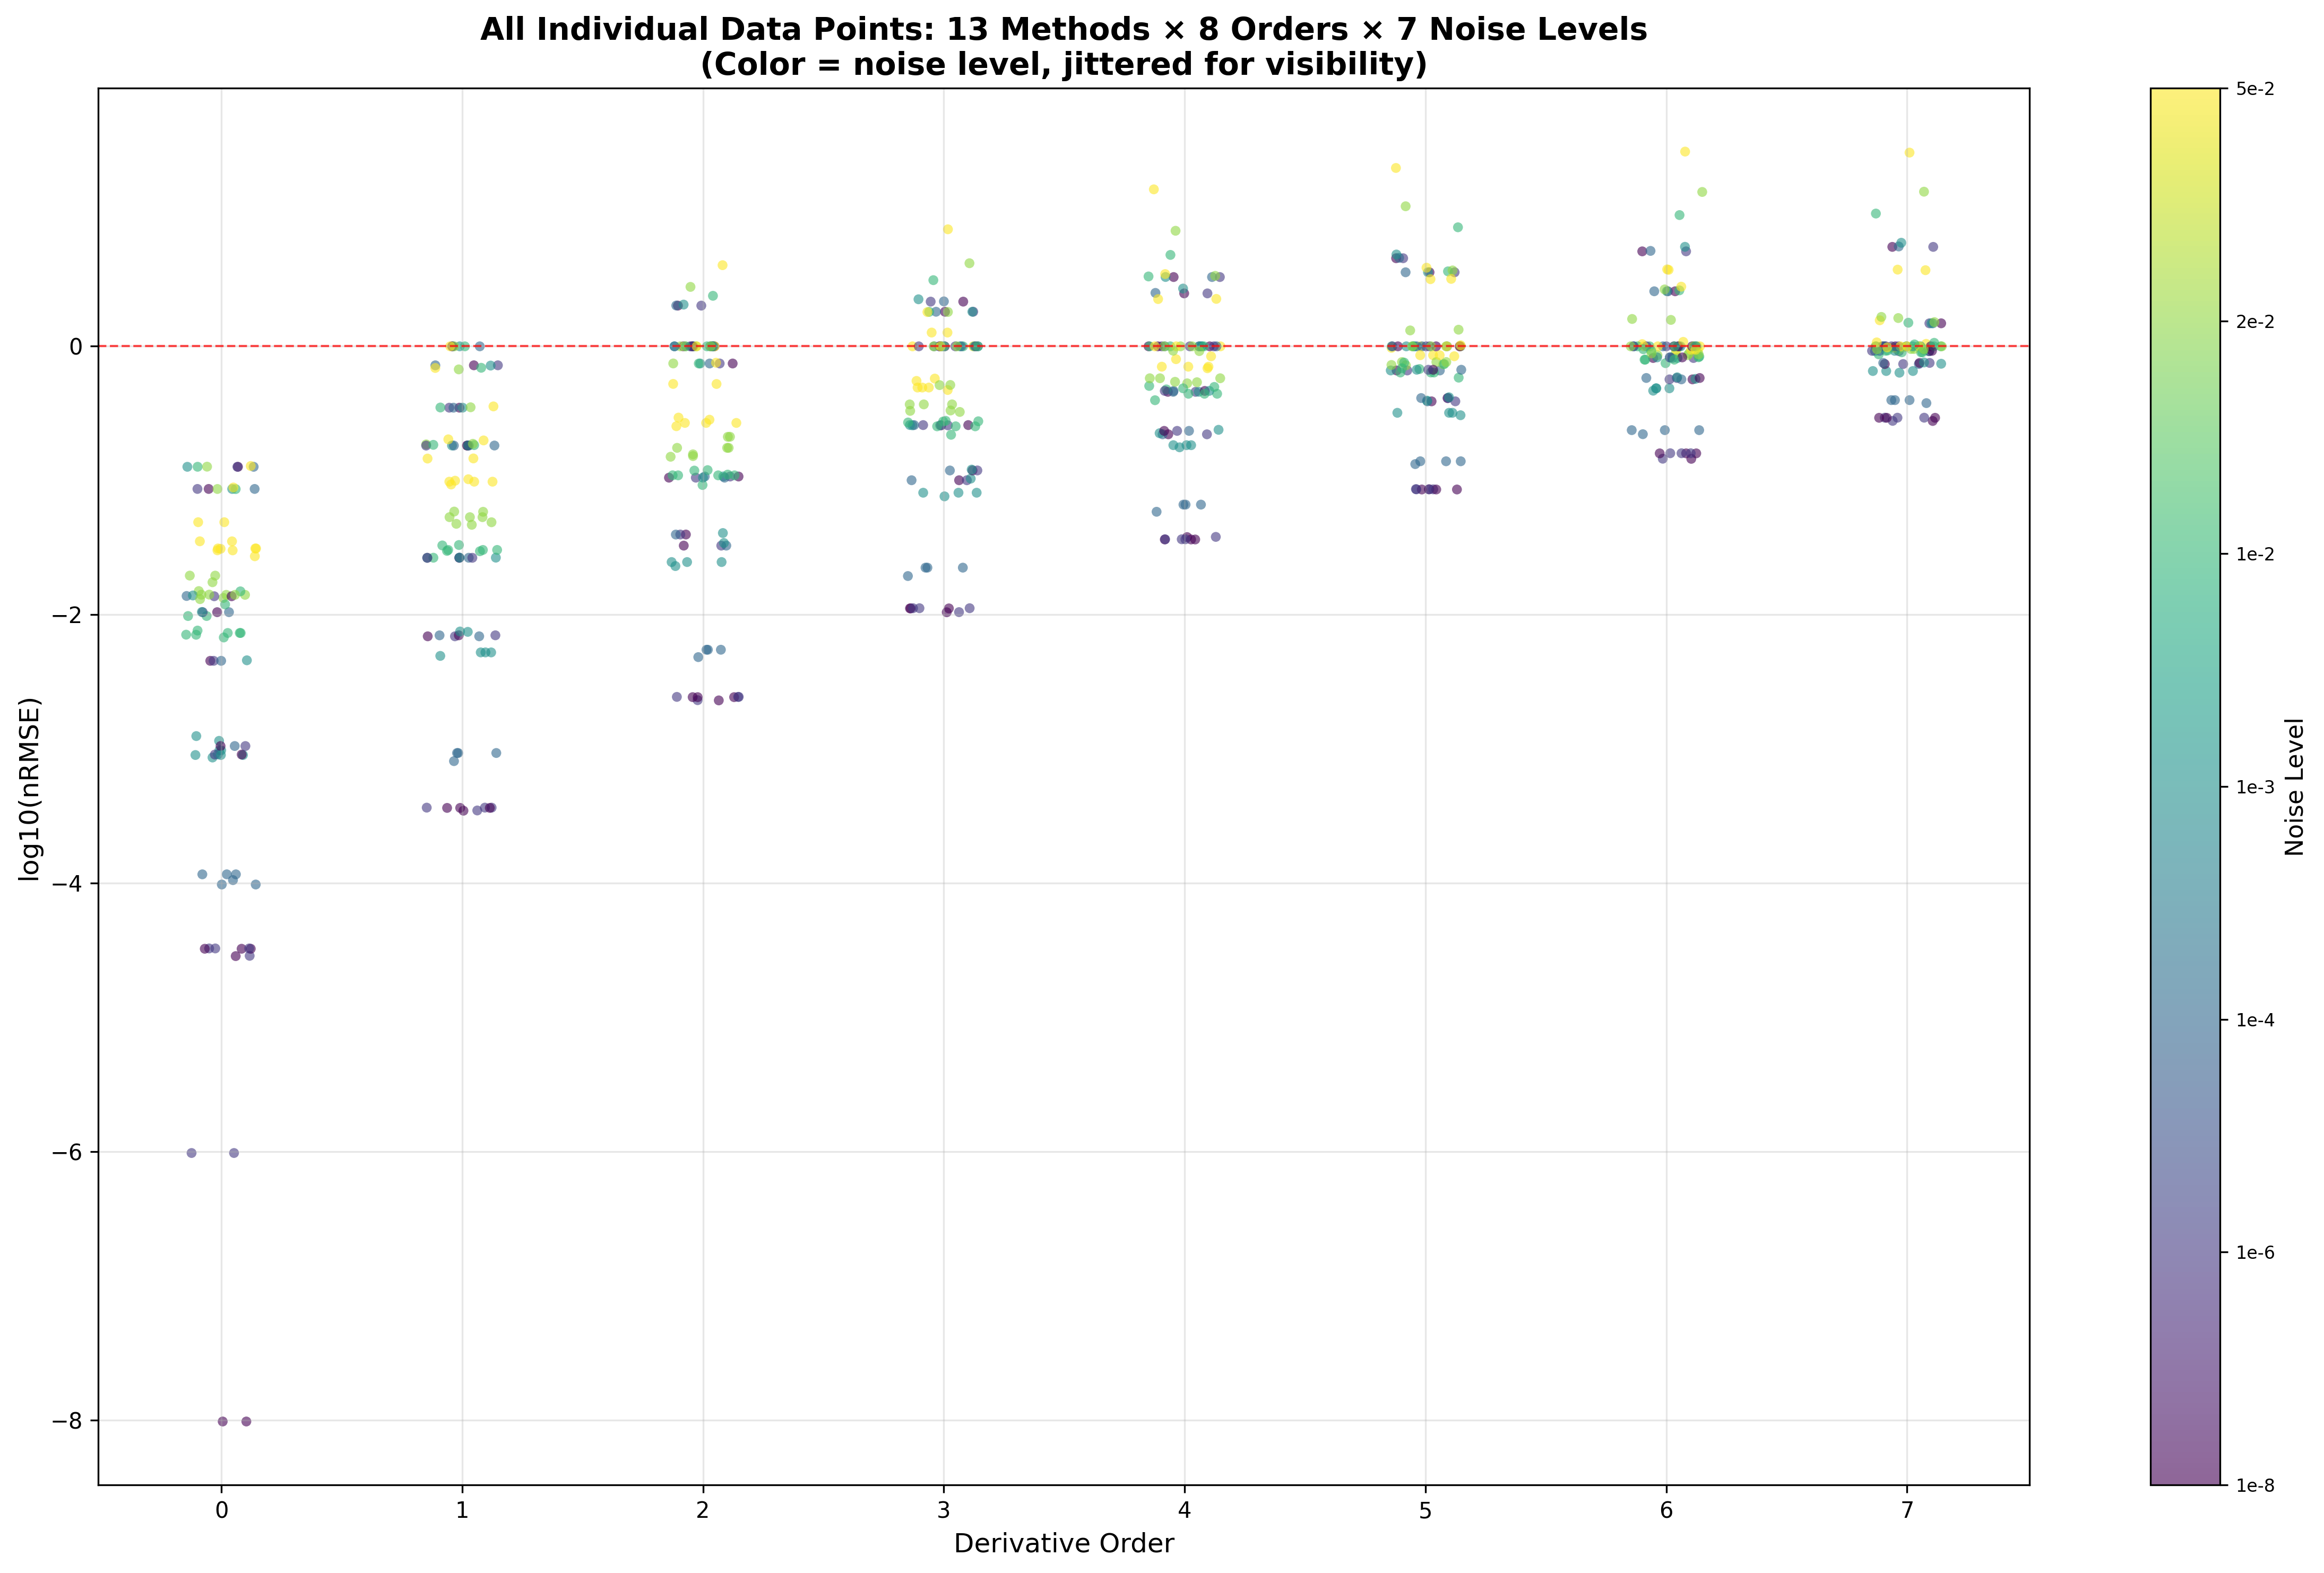 All Individual Data Points: 13 Methods × 8 Orders × 7 Noise Levels
(Color = noise level, jittered for visibility)
log10(nRMSE)
0
−2
−4
−6
−8
0 1 2 3 4 5 6 7
Derivative Order
5e-2
2e-2
1e-2
1e-3
1e-4
1e-6
1e-8
Noise Level